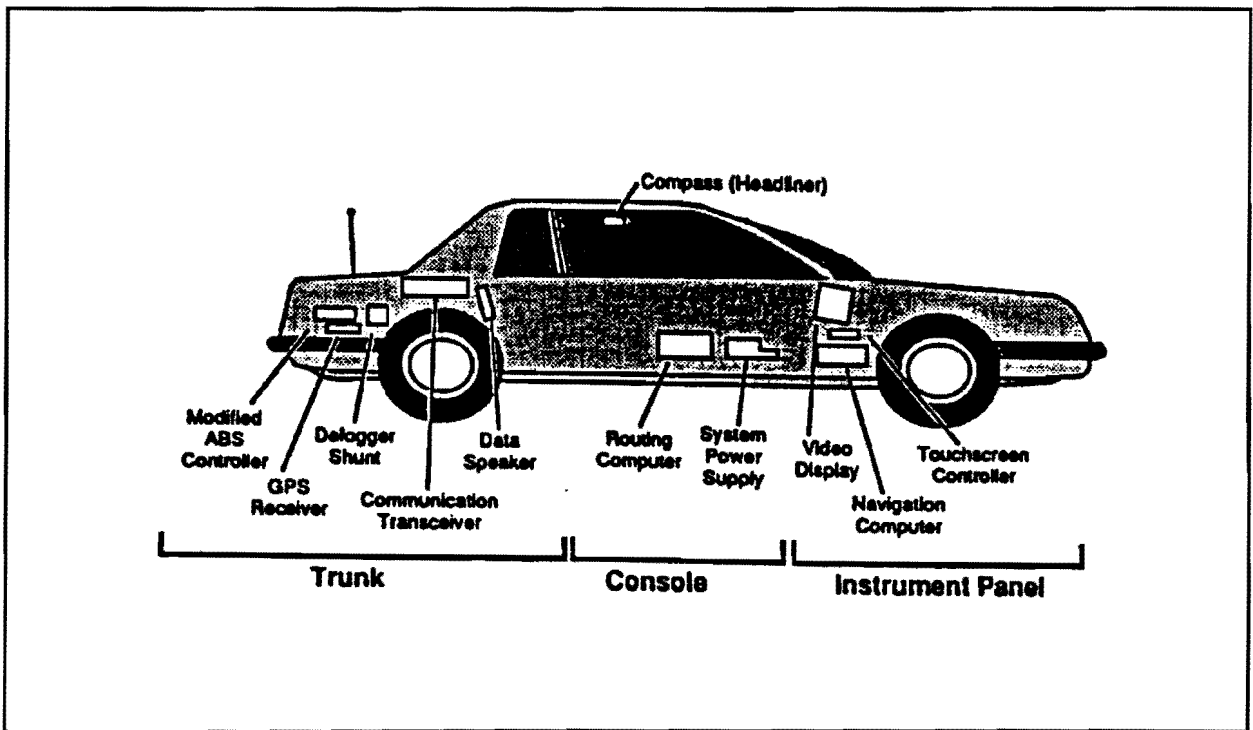 Compass (Headliner)
Modified
ABS
Controller
GPS
Receiver
Defogger
Shunt
Communication
Transceiver
Data
Speaker
Routing
Computer
System
Power
Supply
Video
Display
Navigation
Computer
Touchscreen
Controller
Trunk
Console
Instrument Panel